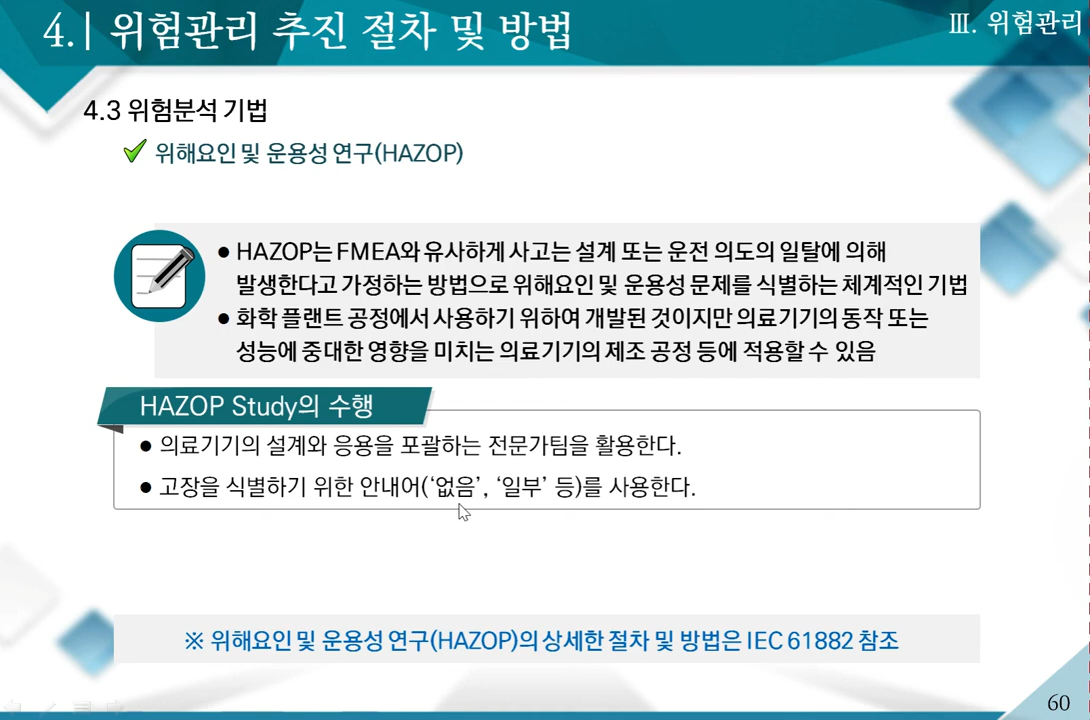 4.| 위험관리 추진 절차 및 방법
Ⅲ. 위험관리
4.3 위험분석 기법
위해요인 및 운용성 연구(HAZOP)
● HAZOP는 FMEA와 유사하게 사고는 설계 또는 운전 의도의 일탈에 의해
발생한다고 가정하는 방법으로 위해요인 및 운용성 문제를 식별하는 체계적인 기법
● 화학 플랜트 공정에서 사용하기 위하여 개발된 것이지만 의료기기의 동작 또는
성능에 중대한 영향을 미치는 의료기기의 제조 공정 등에 적용할 수 있음
HAZOP Study의 수행
● 의료기기의 설계와 응용을 포괄하는 전문가팀을 활용한다.
● 고장을 식별하기 위한 안내어(‘없음’, ‘일부’ 등)를 사용한다.
※ 위해요인 및 운용성 연구(HAZOP)의 상세한 절차 및 방법은 IEC 61882 참조
60